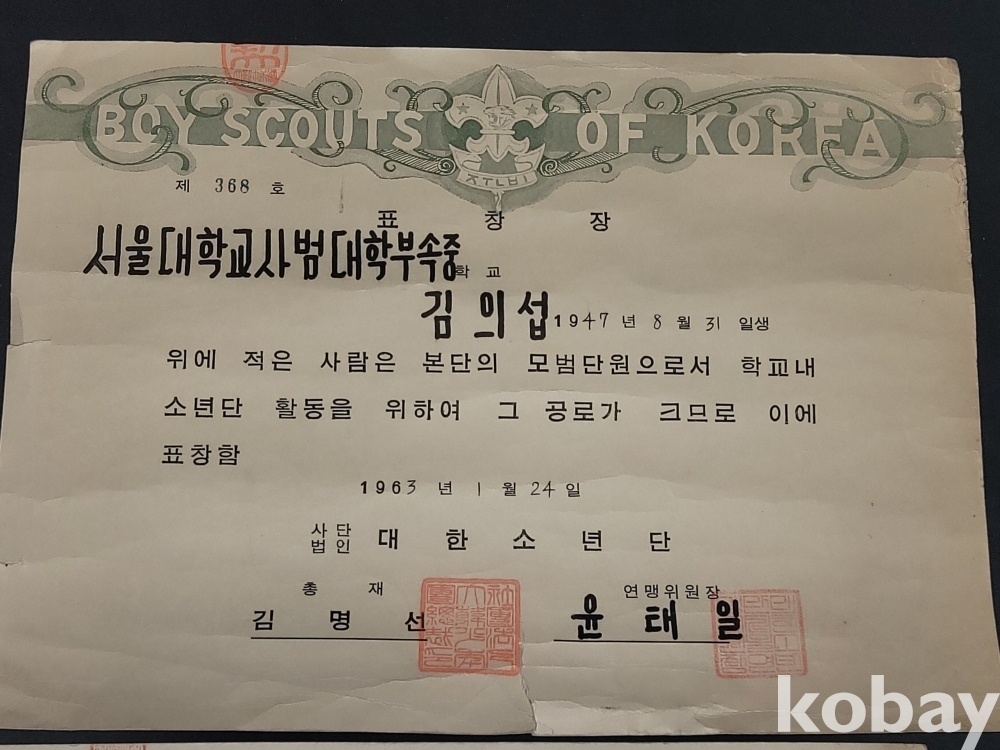 BOY SCOUTS OF KOREA
준비
제 368 호
표 창 장
서울대학교사범대학부속중학교
김의섭 1947 년 8 월 31 일생
위에 적은 사람은 본단의 모범단원으로서 학교내
소년단 활동을 위하여 그 공로가 크므로 이에
표창함
1963 년 1 월 24 일
사단법인 대 한 소 년 단
총 재 연맹위원장
김 명 선 윤 태 일
kobay